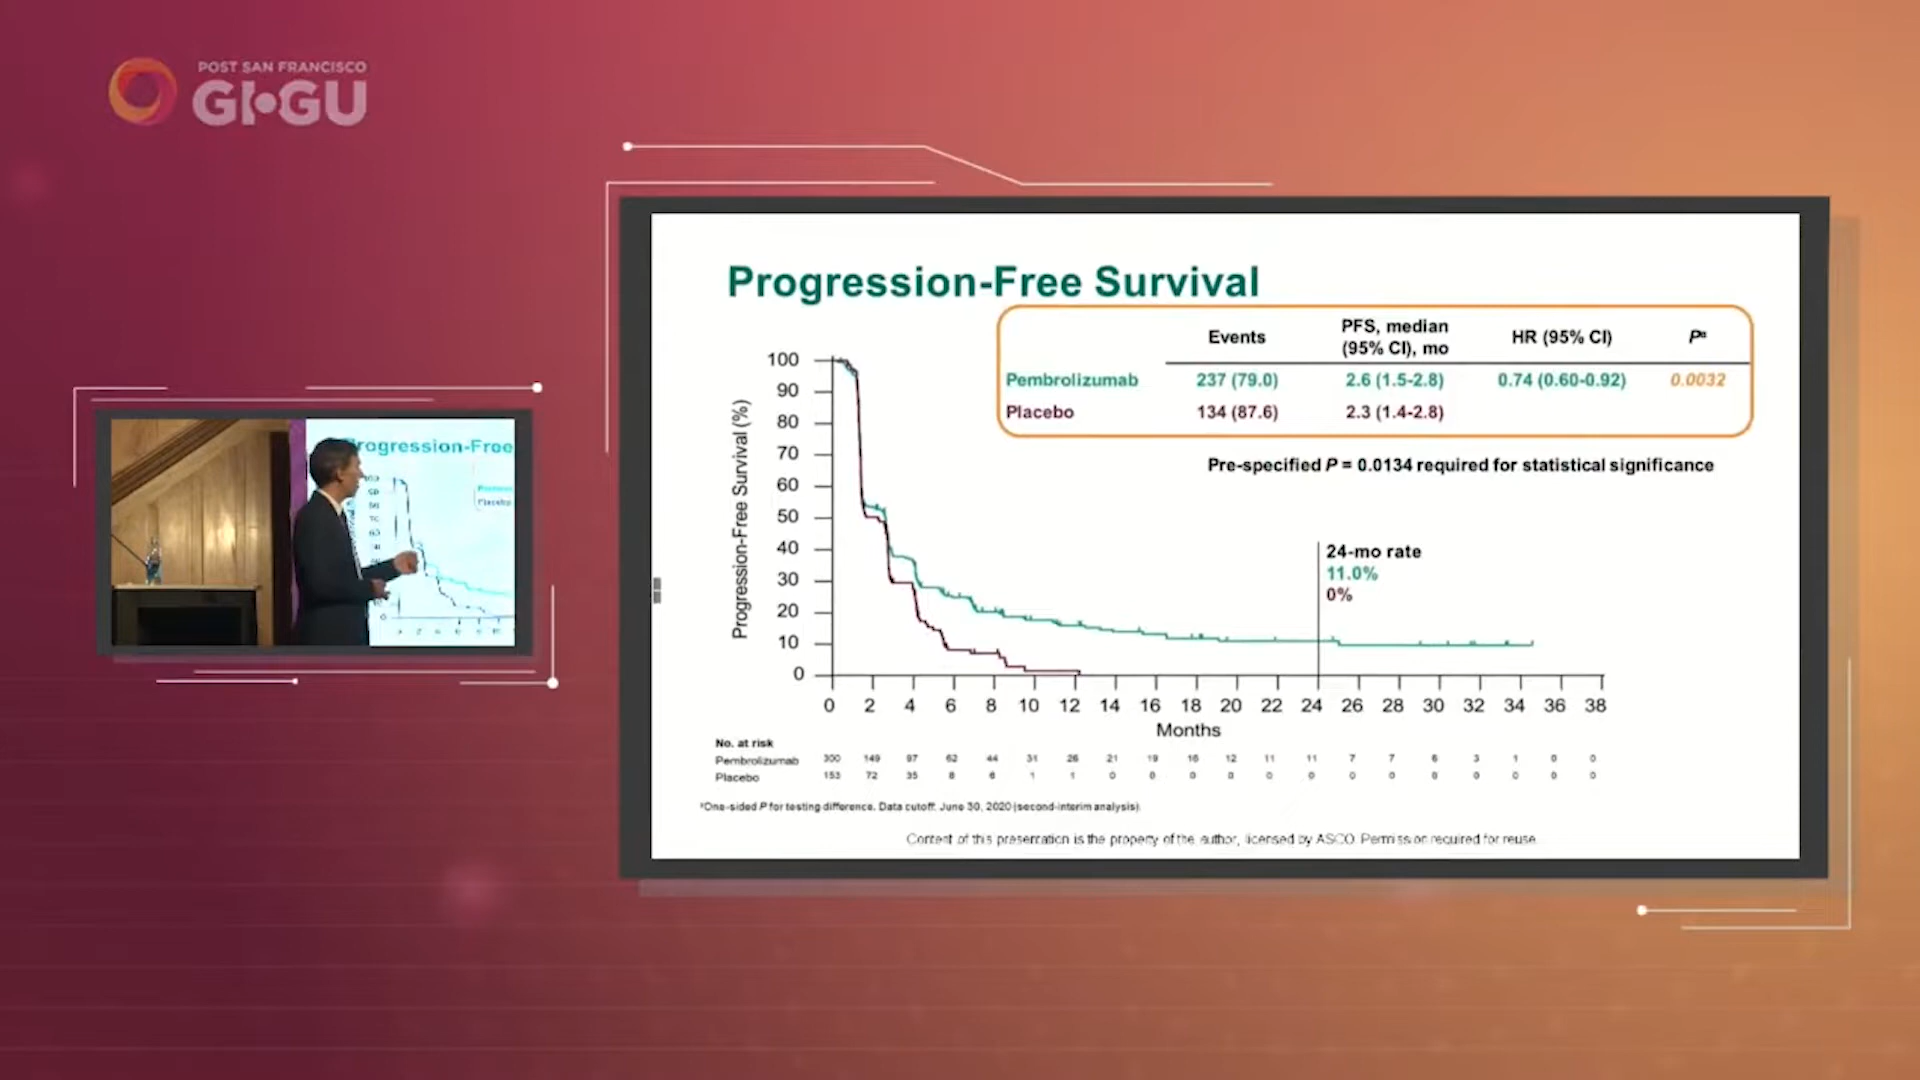 POST SAN FRANCISCO
GI•GU
Progression-Free Survival
Events
PFS, median
(95% CI), mo
HR (95% CI)
Pᵃ
Pembrolizumab 237 (79.0) 2.6 (1.5-2.8) 0.74 (0.60-0.92) 0.0032
Placebo 134 (87.6) 2.3 (1.4-2.8)
Pre-specified P = 0.0134 required for statistical significance
Progression-Free Survival (%)
100
90
80
70
60
50
40
30
20
10
0
24-mo rate
11.0%
0%
0 2 4 6 8 10 12 14 16 18 20 22 24 26 28 30 32 34 36 38
Months
No. at risk
Pembrolizumab 300 149 97 62 44 31 26 21 19 16 12 11 11 7 7 6 3 1 0 0
Placebo 153 72 35 8 6 1 1 0 0 0 0 0 0 0 0 0 0 0 0 0
ᵃOne-sided P for testing difference. Data cutoff: June 30, 2020 (second-interim analysis).
Content of this presentation is the property of the author, licensed by ASCO. Permission required for reuse.
Progression-Free
Placebo